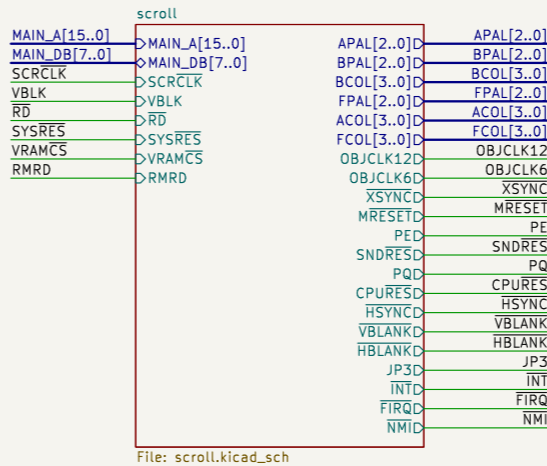 scroll
MAIN_A[15..0]
MAIN_DB[7..0]
SCRCLK
VBLK
RD
SYSRES
VRAMCS
RMRD
MAIN_A[15..0]
MAIN_DB[7..0]
SCRCLK
VBLK
RD
SYSRES
VRAMCS
RMRD
APAL[2..0]
BPAL[2..0]
BCOL[3..0]
FPAL[2..0]
ACOL[3..0]
FCOL[3..0]
OBJCLK12
OBJCLK6
XSYNC
MRESET
PE
SNDRES
PQ
CPURES
HSYNC
VBLANK
HBLANK
JP3
INT
FIRQ
NMI
APAL[2..0]
BPAL[2..0]
BCOL[3..0]
FPAL[2..0]
ACOL[3..0]
FCOL[3..0]
OBJCLK12
OBJCLK6
XSYNC
MRESET
PE
SNDRES
PQ
CPURES
HSYNC
VBLANK
HBLANK
JP3
INT
FIRQ
NMI
File: scroll.kicad_sch